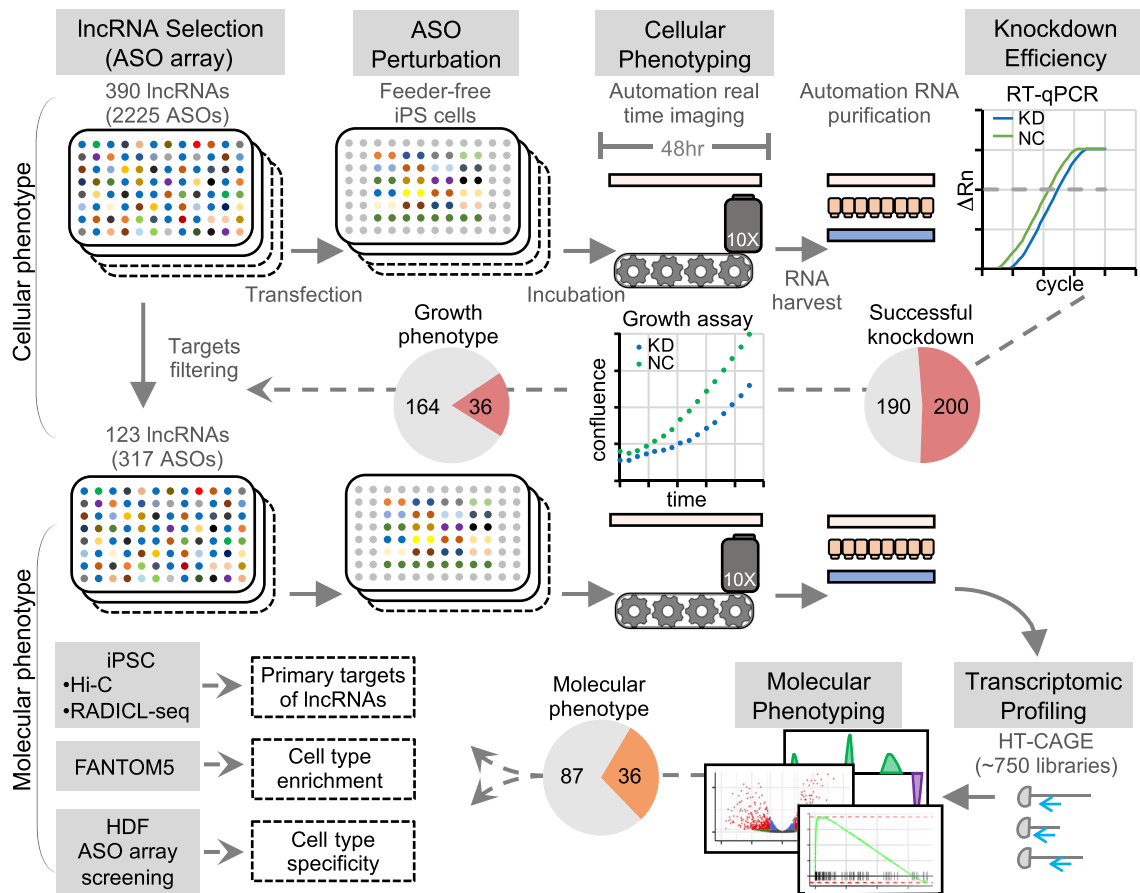 lncRNA Selection
(ASO array)
ASO
Perturbation
Cellular
Phenotyping
Knockdown
Efficiency
390 lncRNAs
(2225 ASOs)
Feeder-free
iPS cells
Automation real
time imaging
48hr
Automation RNA
purification
RT-qPCR
KD
NC
ΔRn
cycle
10X
Cellular phenotype
Transfection
Incubation
RNA
harvest
Targets
filtering
Growth
phenotype
164
36
Growth assay
KD
NC
confluence
time
Successful
knockdown
190
200
123 lncRNAs
(317 ASOs)
10X
Molecular phenotype
iPSC
•Hi-C
•RADICL-seq
Primary targets
of lncRNAs
FANTOM5
Cell type
enrichment
HDF
ASO array
screening
Cell type
specificity
Molecular
phenotype
87
36
Molecular
Phenotyping
Transcriptomic
Profiling
HT-CAGE
(~750 libraries)